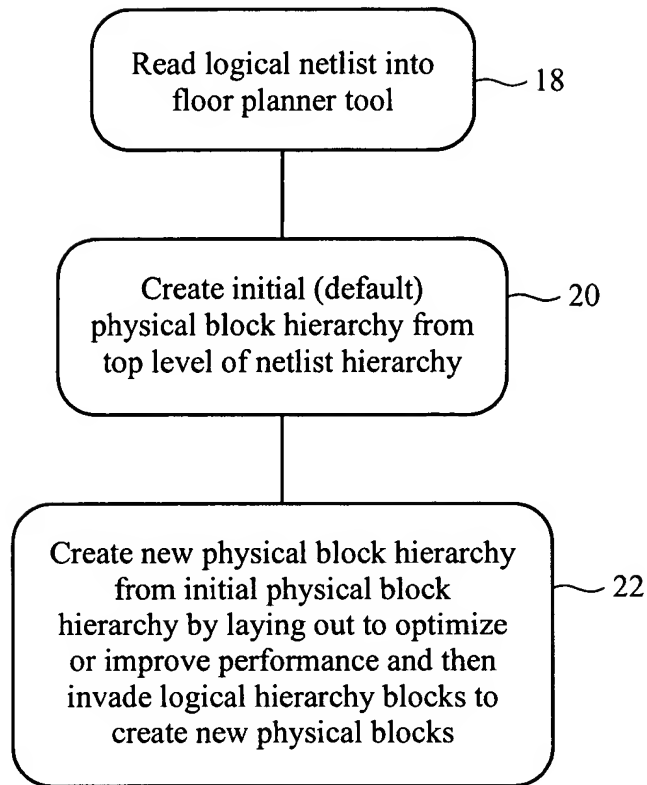 Read logical netlist into
floor planner tool
18
Create initial (default)
physical block hierarchy from
top level of netlist hierarchy
20
Create new physical block hierarchy
from initial physical block
hierarchy by laying out to optimize
or improve performance and then
invade logical hierarchy blocks to
create new physical blocks
22